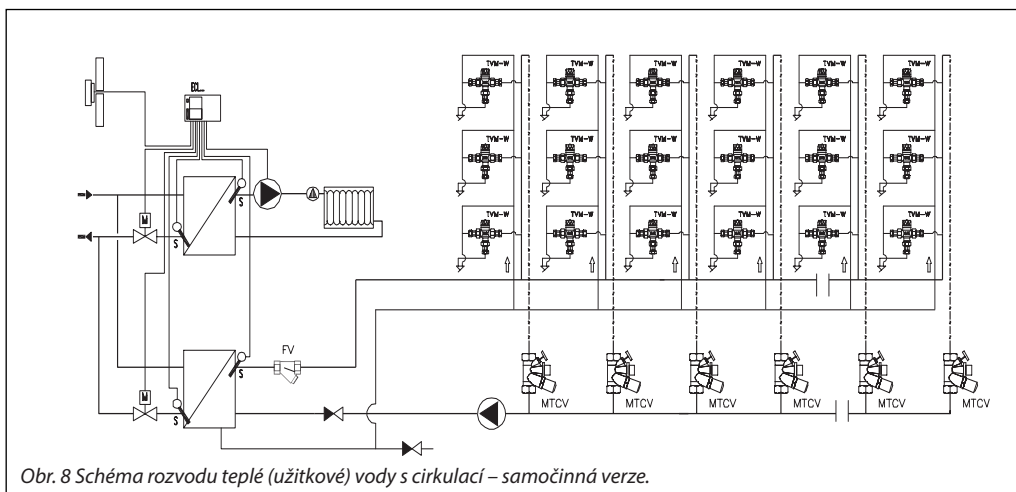 ECL
TVM-W TVM-W TVM-W TVM-W TVM-W TVM-W
M
S
S
TVM-W TVM-W TVM-W TVM-W TVM-W TVM-W
TVM-W TVM-W TVM-W TVM-W TVM-W TVM-W
FV
S
M
S
MTCV MTCV MTCV MTCV MTCV MTCV
Obr. 8 Schéma rozvodu teplé (užitkové) vody s cirkulací – samočinná verze.